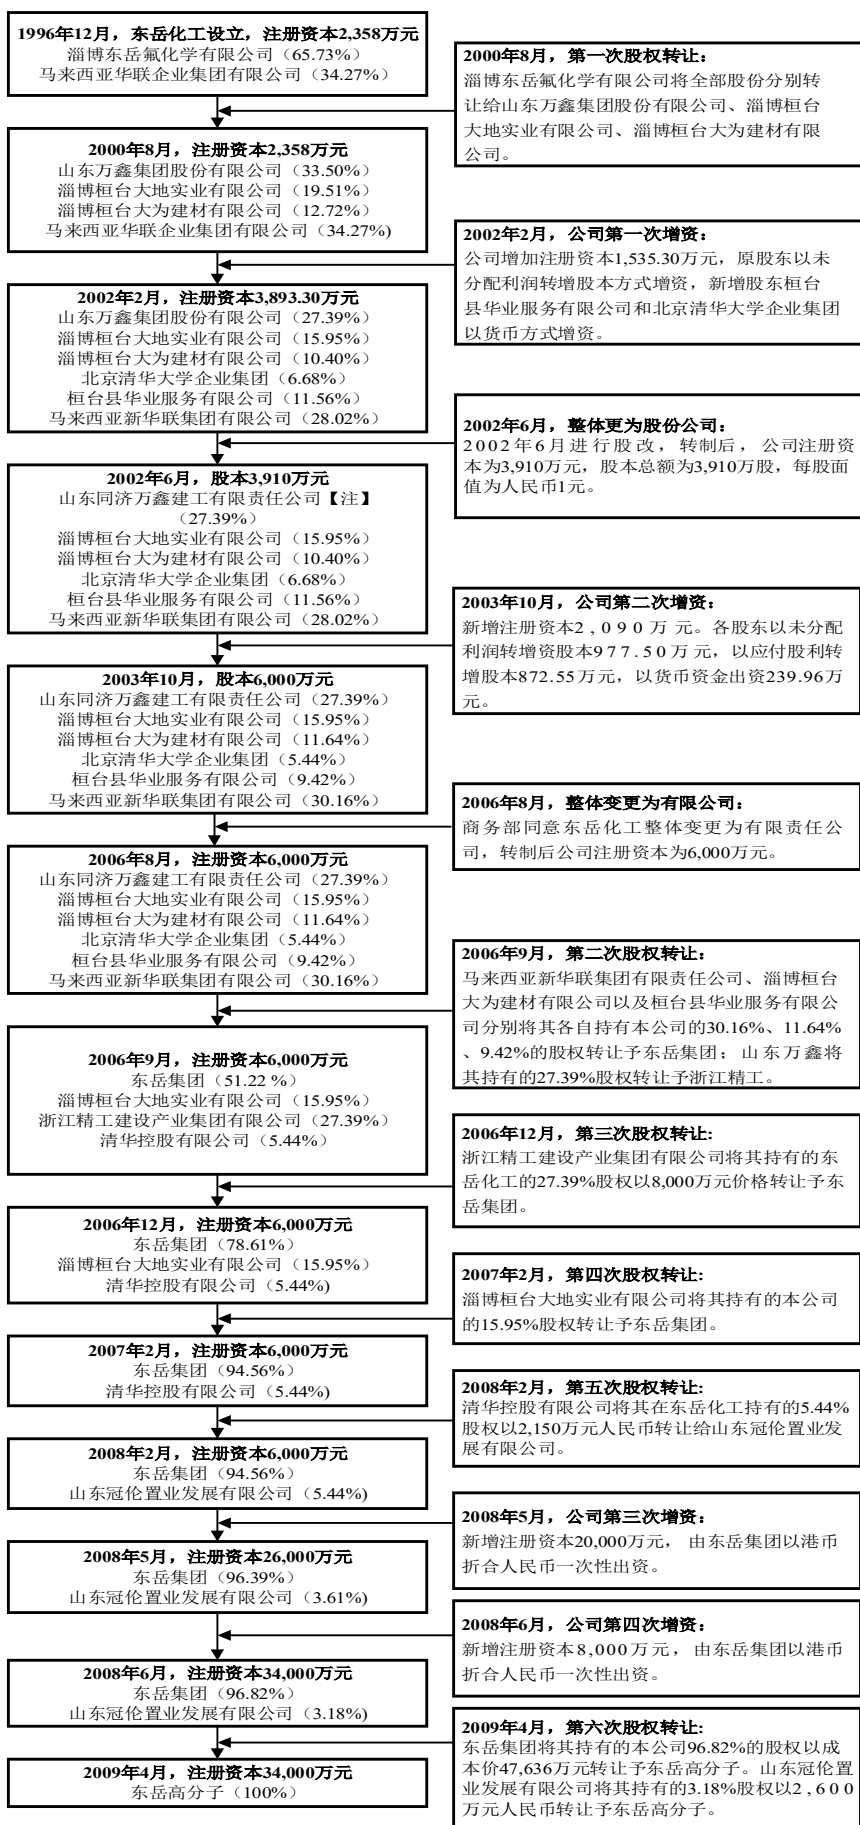 1996年12月，东岳化工设立，注册资本2,358万元
淄博东岳氟化学有限公司（65.73%）
马来西亚华联企业集团有限公司（34.27%）
2000年8月，第一次股权转让：
淄博东岳氟化学有限公司将全部股份分别转
让给山东万鑫集团股份有限公司、淄博桓台
大地实业有限公司、淄博桓台大为建材有限
公司。
2000年8月，注册资本2,358万元
山东万鑫集团股份有限公司（33.50%）
淄博桓台大地实业有限公司（19.51%）
淄博桓台大为建材有限公司（12.72%）
马来西亚华联企业集团有限公司（34.27%)
2002年2月，公司第一次增资：
公司增加注册资本1,535.30万元，原股东以未
分配利润转增股本方式增资，新增股东桓台
县华业服务有限公司和北京清华大学企业集团
以货币方式增资。
2002年2月，注册资本3,893.30万元
山东万鑫集团股份有限公司（27.39%）
淄博桓台大地实业有限公司（15.95%）
淄博桓台大为建材有限公司（10.40%）
北京清华大学企业集团（6.68%）
桓台县华业服务有限公司（11.56%）
马来西亚新华联集团有限公司（28.02%）
2002年6月，整体更为股份公司：
2002年6月进行股改，转制后，公司注册资
本为3,910万元，股本总额为3,910万股，每股面
值为人民币1元。
2002年6月，股本3,910万元
山东同济万鑫建工有限责任公司【注】
（27.39%）
淄博桓台大地实业有限公司（15.95%）
淄博桓台大为建材有限公司（10.40%）
北京清华大学企业集团（6.68%）
桓台县华业服务有限公司（11.56%）
马来西亚新华联集团有限公司（28.02%）
2003年10月，公司第二次增资：
新增注册资本2,090万元。各股东以未分配
利润转增资股本977.50万元，以应付股利转
增股本872.55万元，以货币资金出资239.96万
元。
2003年10月，股本6,000万元
山东同济万鑫建工有限责任公司（27.39%）
淄博桓台大地实业有限公司（15.95%）
淄博桓台大为建材有限公司（11.64%）
北京清华大学企业集团（5.44%）
桓台县华业服务有限公司（9.42%）
马来西亚新华联集团有限公司（30.16%）
2006年8月，整体变更为有限公司：
商务部同意东岳化工整体变更为有限责任公
司，转制后公司注册资本为6,000万元。
2006年8月，注册资本6,000万元
山东同济万鑫建工有限责任公司（27.39%）
淄博桓台大地实业有限公司（15.95%）
淄博桓台大为建材有限公司（11.64%）
北京清华大学企业集团（5.44%）
桓台县华业服务有限公司（9.42%）
马来西亚新华联集团有限公司（30.16%）
2006年9月，第二次股权转让：
马来西亚新华联集团有限责任公司、淄博桓台
大为建材有限公司以及桓台县华业服务有限公
司分别将其各自持有本公司的30.16%、11.64%
、9.42%的股权转让予东岳集团；山东万鑫将
其持有的27.39%股权转让予浙江精工。
2006年9月，注册资本6,000万元
东岳集团（51.22 %）
淄博桓台大地实业有限公司（15.95%）
浙江精工建设产业集团有限公司（27.39%）
清华控股有限公司（5.44%）
2006年12月，第三次股权转让:
浙江精工建设产业集团有限公司将其持有的东
岳化工的27.39%股权以8,000万元价格转让予东
岳集团。
2006年12月，注册资本6,000万元
东岳集团（78.61%）
淄博桓台大地实业有限公司（15.95%）
清华控股有限公司（5.44%)
2007年2月，第四次股权转让:
淄博桓台大地实业有限公司将其持有的本公司
的15.95%股权转让予东岳集团。
2007年2月，注册资本6,000万元
东岳集团（94.56%）
清华控股有限公司（5.44%)
2008年2月，第五次股权转让:
清华控股有限公司将其在东岳化工持有的5.44%
股权以2,150万元人民币转让给山东冠伦置业发
展有限公司。
2008年2月，注册资本6,000万元
东岳集团（94.56%）
山东冠伦置业发展有限公司（5.44%)
2008年5月，公司第三次增资：
新增注册资本20,000万元， 由东岳集团以港币
折合人民币一次性出资。
2008年5月，注册资本26,000万元
东岳集团（96.39%）
山东冠伦置业发展有限公司（3.61%)
2008年6月，公司第四次增资：
新增注册资本8,000万元， 由东岳集团以港币
折合人民币一次性出资。
2008年6月，注册资本34,000万元
东岳集团（96.82%）
山东冠伦置业发展有限公司（3.18%)
2009年4月，第六次股权转让:
东岳集团将其持有的本公司96.82%的股权以成
本价47,636万元转让予东岳高分子。山东冠伦置
业发展有限公司将其持有的3.18%股权以2,600
万元人民币转让予东岳高分子。
2009年4月，注册资本34,000万元
东岳高分子（100%）